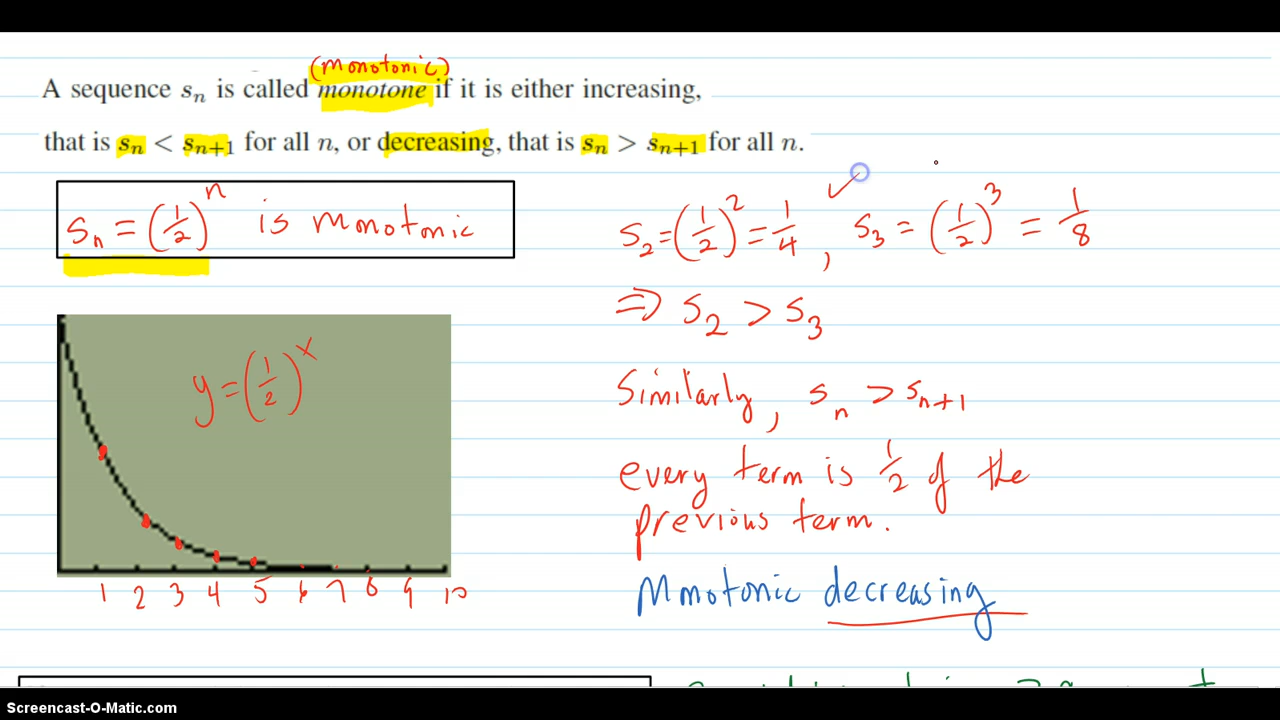 (monotonic)
A sequence sₙ is called monotone if it is either increasing,
that is sₙ < sₙ₊₁ for all n, or decreasing, that is sₙ > sₙ₊₁ for all n.
Sₙ = (1/2)ⁿ is monotonic
S₂ = (1/2)² = 1/4 , S₃ = (1/2)³ = 1/8
⇒ S₂ > S₃
y = (1/2)ˣ
Similarly, Sₙ > Sₙ₊₁
every term is 1/2 of the
previous term.
1 2 3 4 5 6 7 8 9 10
Mmotonic decreasing
Screencast-O-Matic.com